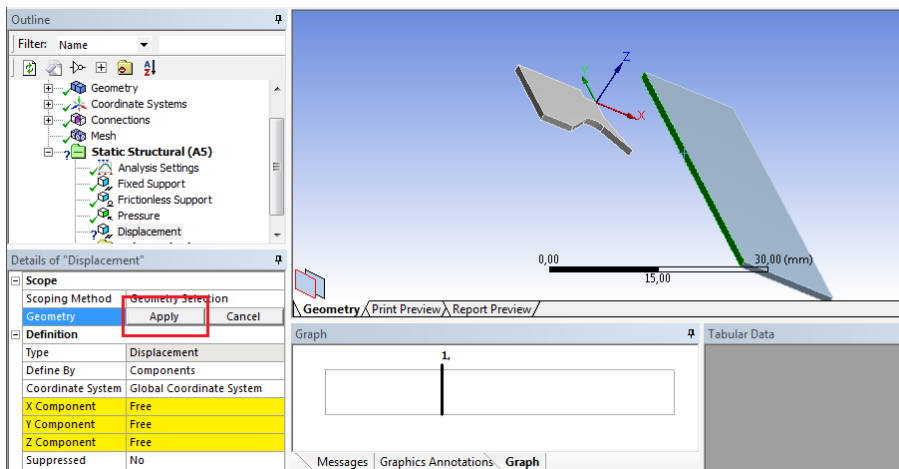 Outline
Filter: Name
Geometry
Coordinate Systems
Connections
Mesh
Static Structural (A5)
Analysis Settings
Fixed Support
Frictionless Support
Pressure
Displacement
Details of "Displacement"
Scope
Scoping Method Geometry Selection
Geometry Apply Cancel
Definition
Type Displacement
Define By Components
Coordinate System Global Coordinate System
X Component Free
Y Component Free
Z Component Free
Suppressed No
Z
Y
X
0,00 30,00 (mm)
15,00
Geometry Print Preview Report Preview
Graph
1,
Messages Graphics Annotations Graph
Tabular Data